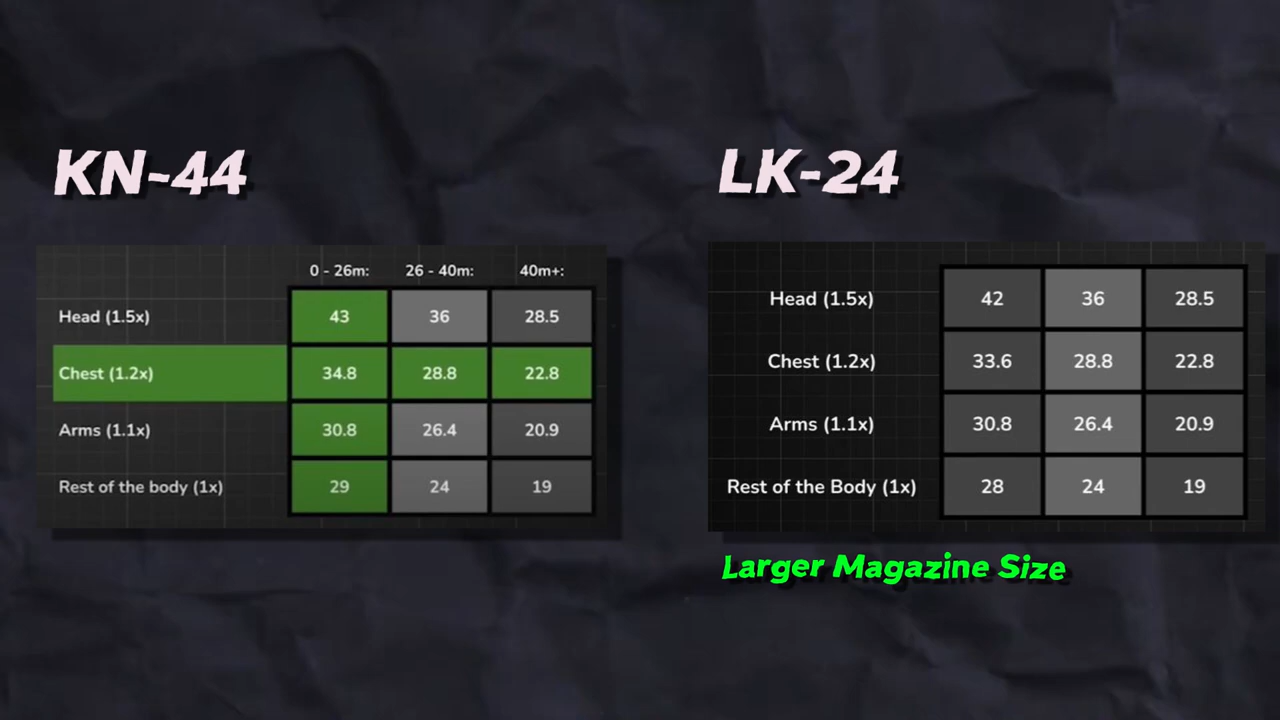 KN-44
0 - 26m: 26 - 40m: 40m+:
Head (1.5x) 43 36 28.5
Chest (1.2x) 34.8 28.8 22.8
Arms (1.1x) 30.8 26.4 20.9
Rest of the body (1x) 29 24 19
LK-24
Head (1.5x) 42 36 28.5
Chest (1.2x) 33.6 28.8 22.8
Arms (1.1x) 30.8 26.4 20.9
Rest of the Body (1x) 28 24 19
Larger Magazine Size